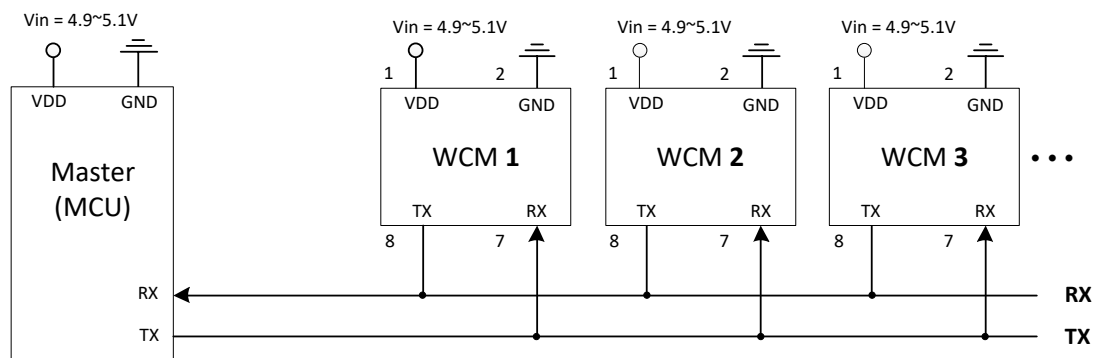 Vin = 4.9~5.1V Vin = 4.9~5.1V Vin = 4.9~5.1V Vin = 4.9~5.1V
1 2 1 2 1 2
VDD GND VDD GND VDD GND VDD GND
Master
(MCU)
WCM 1 WCM 2 WCM 3 •••
TX RX TX RX TX RX
8 7 8 7 8 7
RX RX
TX TX